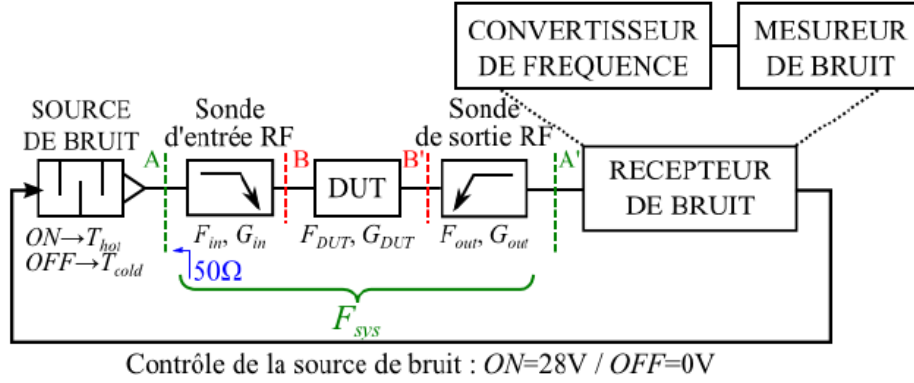 CONVERTISSEUR
DE FREQUENCE
MESUREUR
DE BRUIT
SOURCE
DE BRUIT
Sonde
d'entrée RF
Sonde
de sortie RF
A
B
B'
A'
DUT
RECEPTEUR
DE BRUIT
ON→T_hot
OFF→T_cold
F_in, G_in
F_DUT, G_DUT
F_out, G_out
50Ω
F_sys
Contrôle de la source de bruit : ON=28V / OFF=0V